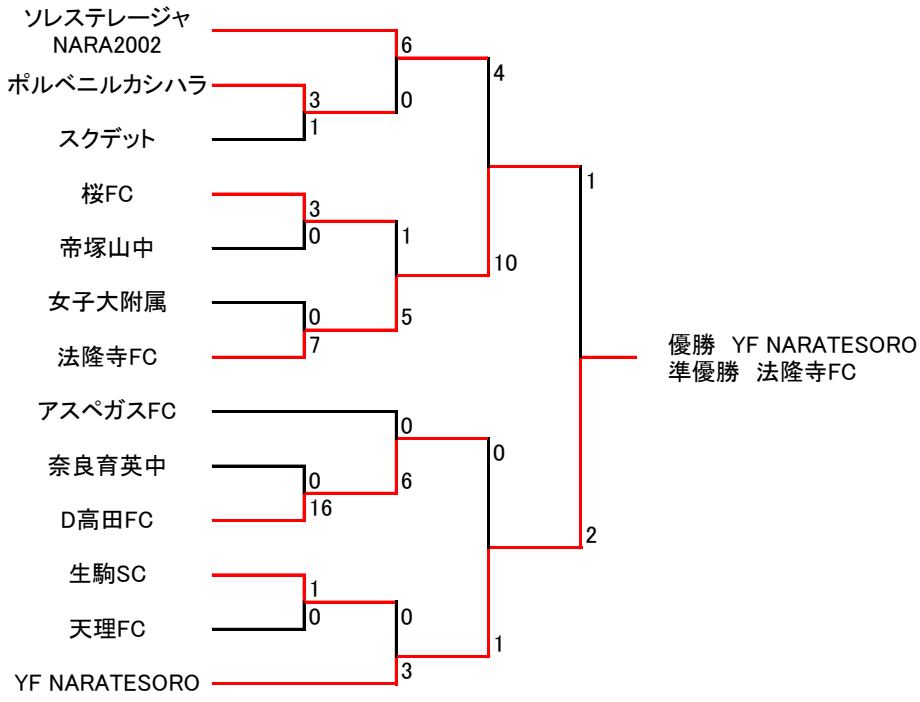 ソレステレージャ
NARA2002
ポルベニルカシハラ
スクデット
桜FC
帝塚山中
女子大附属
法隆寺FC
アスペガスFC
奈良育英中
D高田FC
生駒SC
天理FC
YF NARATESORO
3
1
3
0
0
7
0
16
1
0
6
0
1
5
0
6
0
3
4
10
0
1
1
2
優勝　YF NARATESORO
準優勝　法隆寺FC